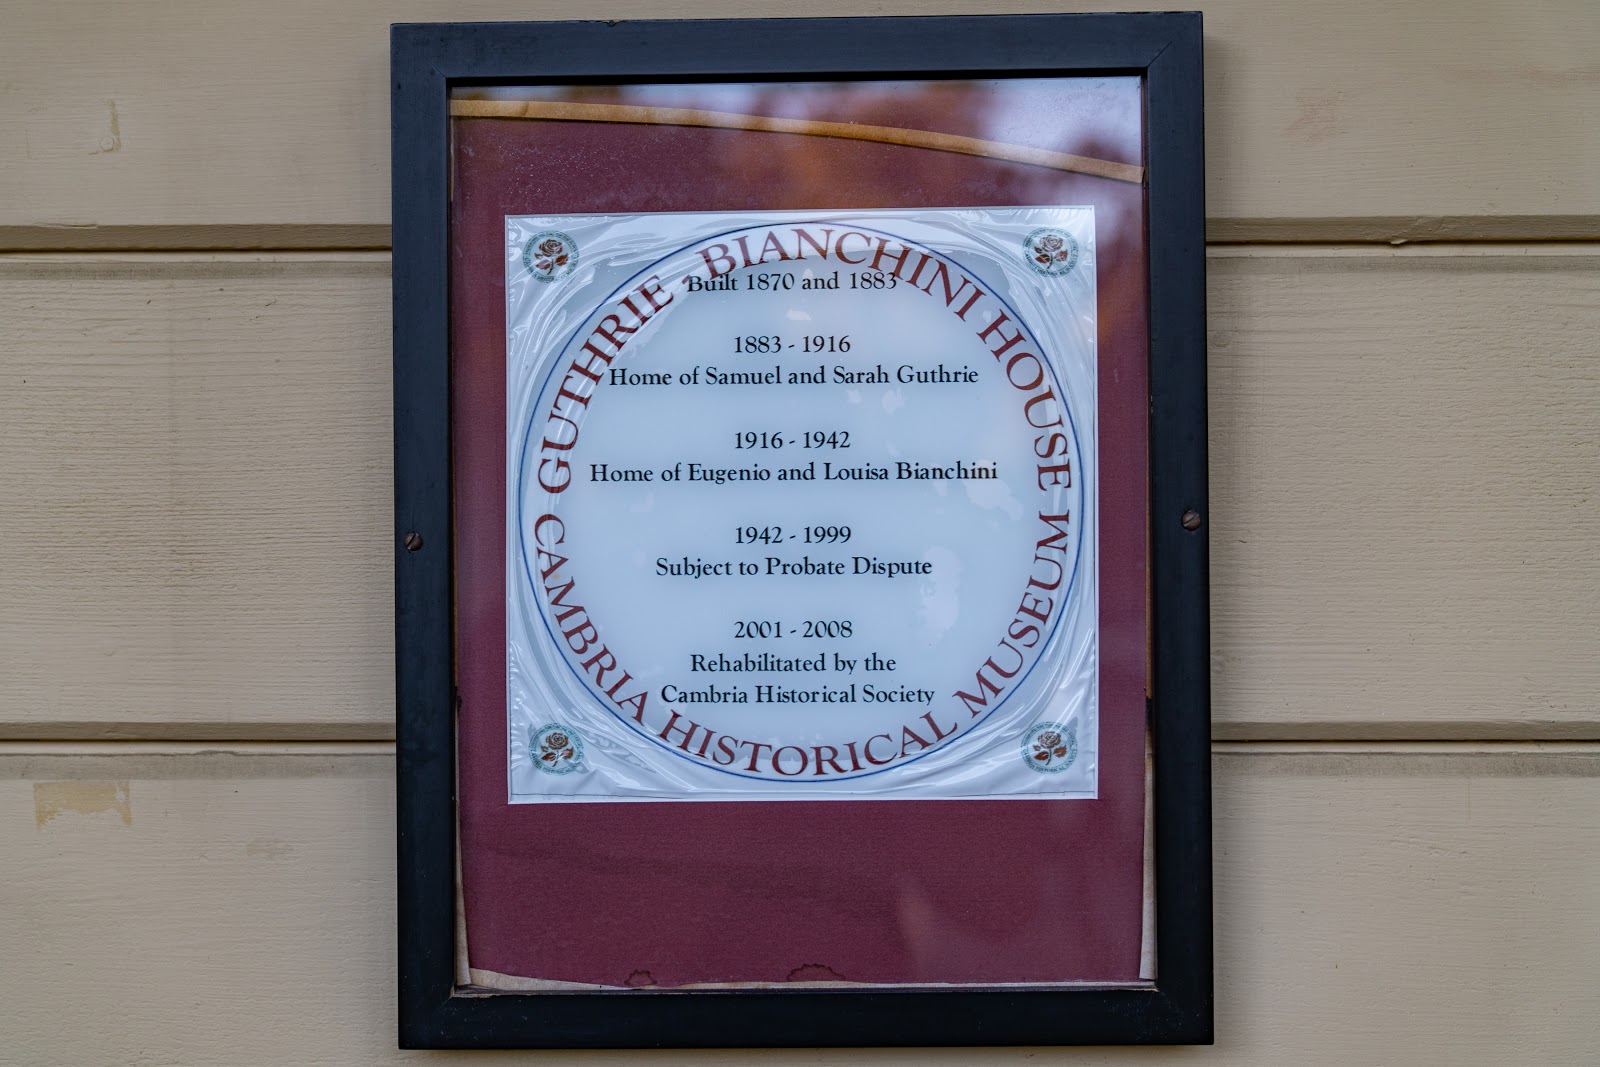 GUTHRIE - BIANCHINI HOUSE
Built 1870 and 1883
1883 - 1916
Home of Samuel and Sarah Guthrie
1916 - 1942
Home of Eugenio and Louisa Bianchini
1942 - 1999
Subject to Probate Dispute
2001 - 2008
Rehabilitated by the
Cambria Historical Society
CAMBRIA HISTORICAL MUSEUM